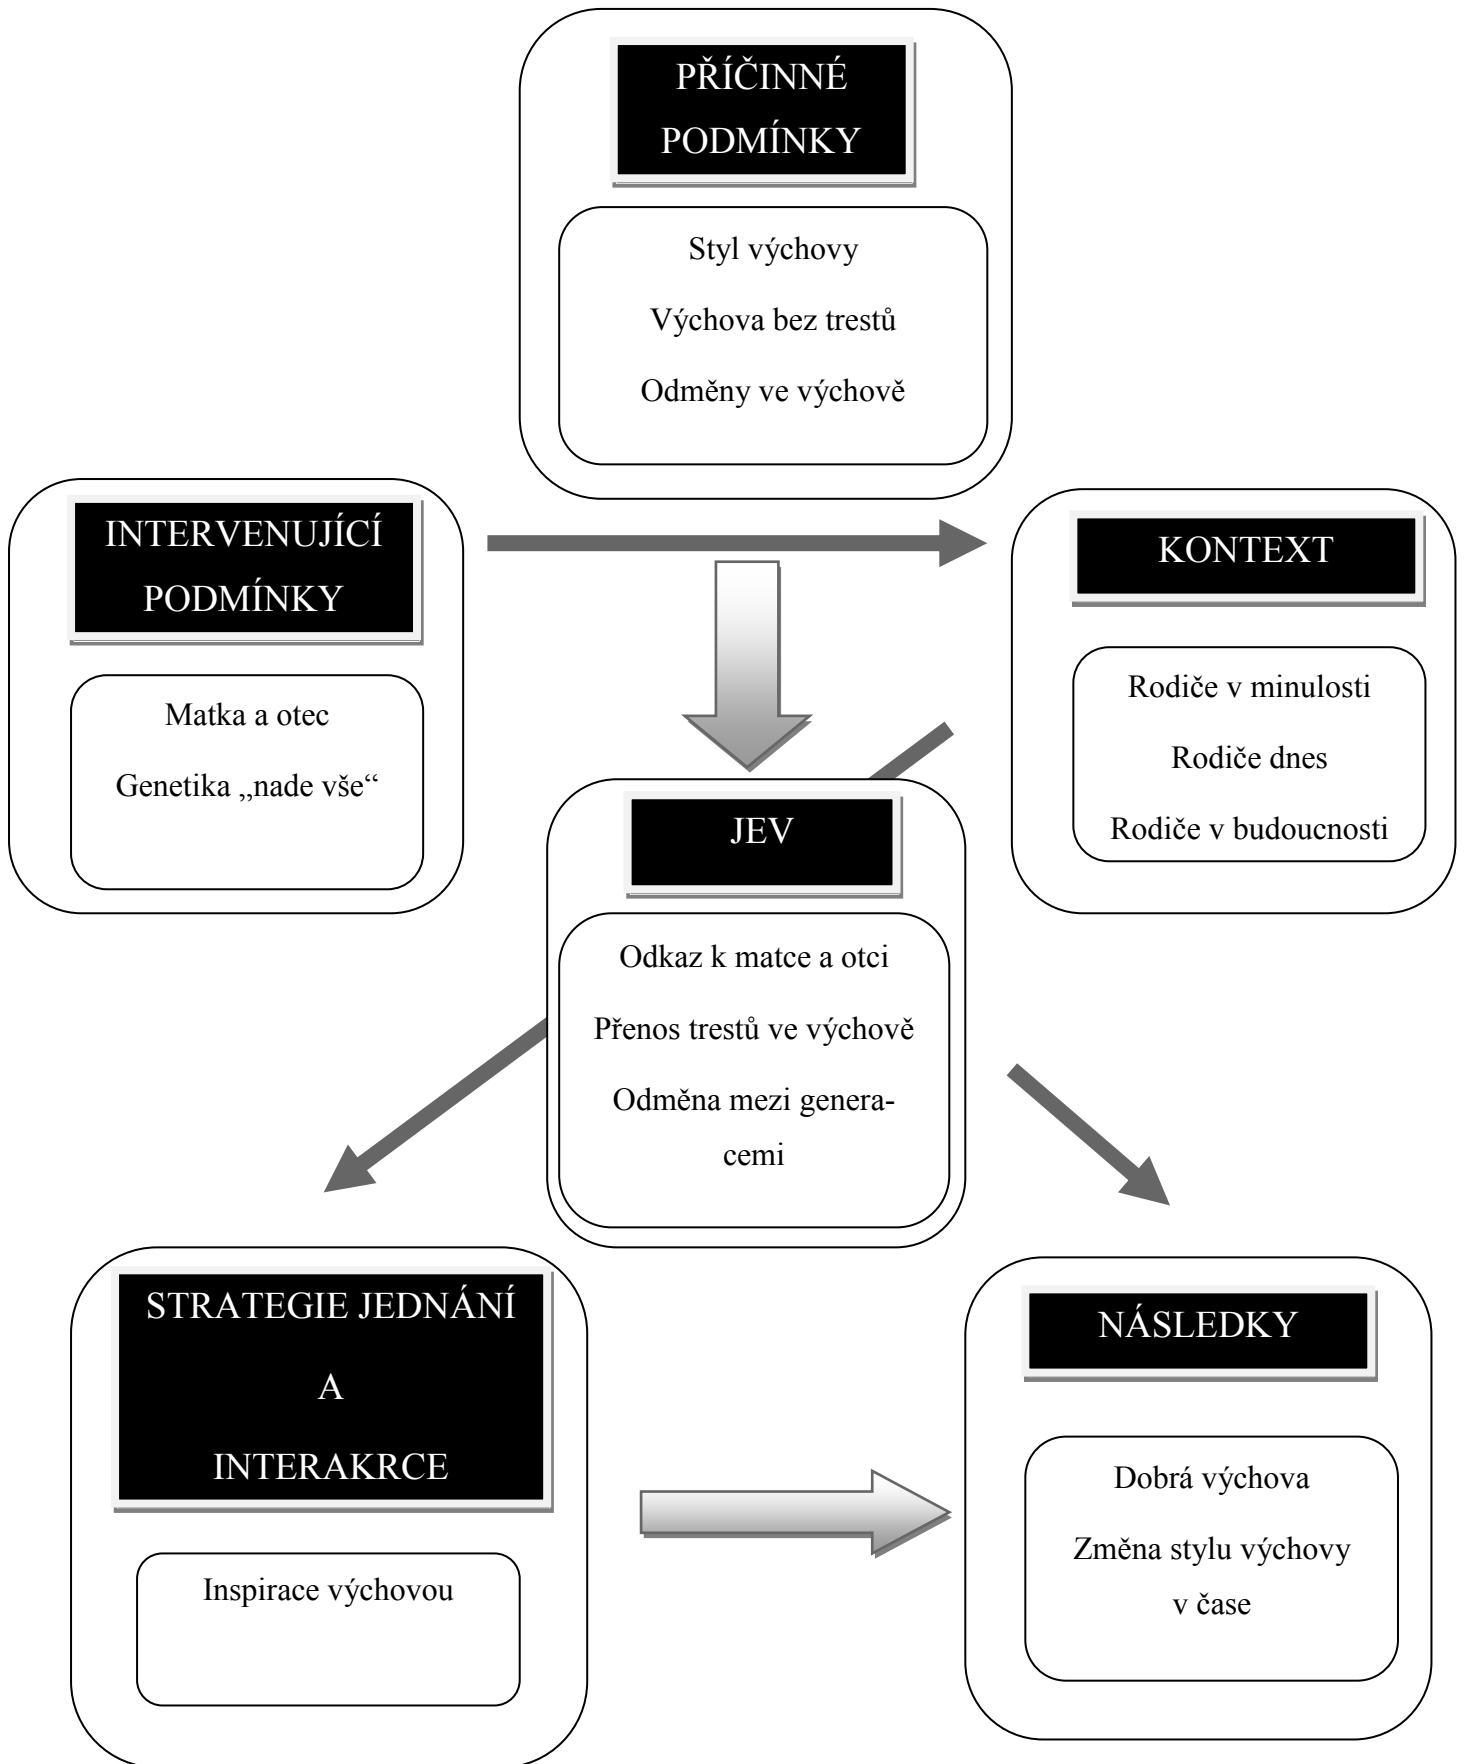 PŘÍČINNÉ
PODMÍNKY
Styl výchovy
Výchova bez trestů
Odměny ve výchově
INTERVENUJÍCÍ
PODMÍNKY
Matka a otec
Genetika „nade vše“
KONTEXT
Rodiče v minulosti
Rodiče dnes
Rodiče v budoucnosti
JEV
Odkaz k matce a otci
Přenos trestů ve výchově
Odměna mezi genera-
cemi
STRATEGIE JEDNÁNÍ
A
INTERAKRCE
Inspirace výchovou
NÁSLEDKY
Dobrá výchova
Změna stylu výchovy
v čase